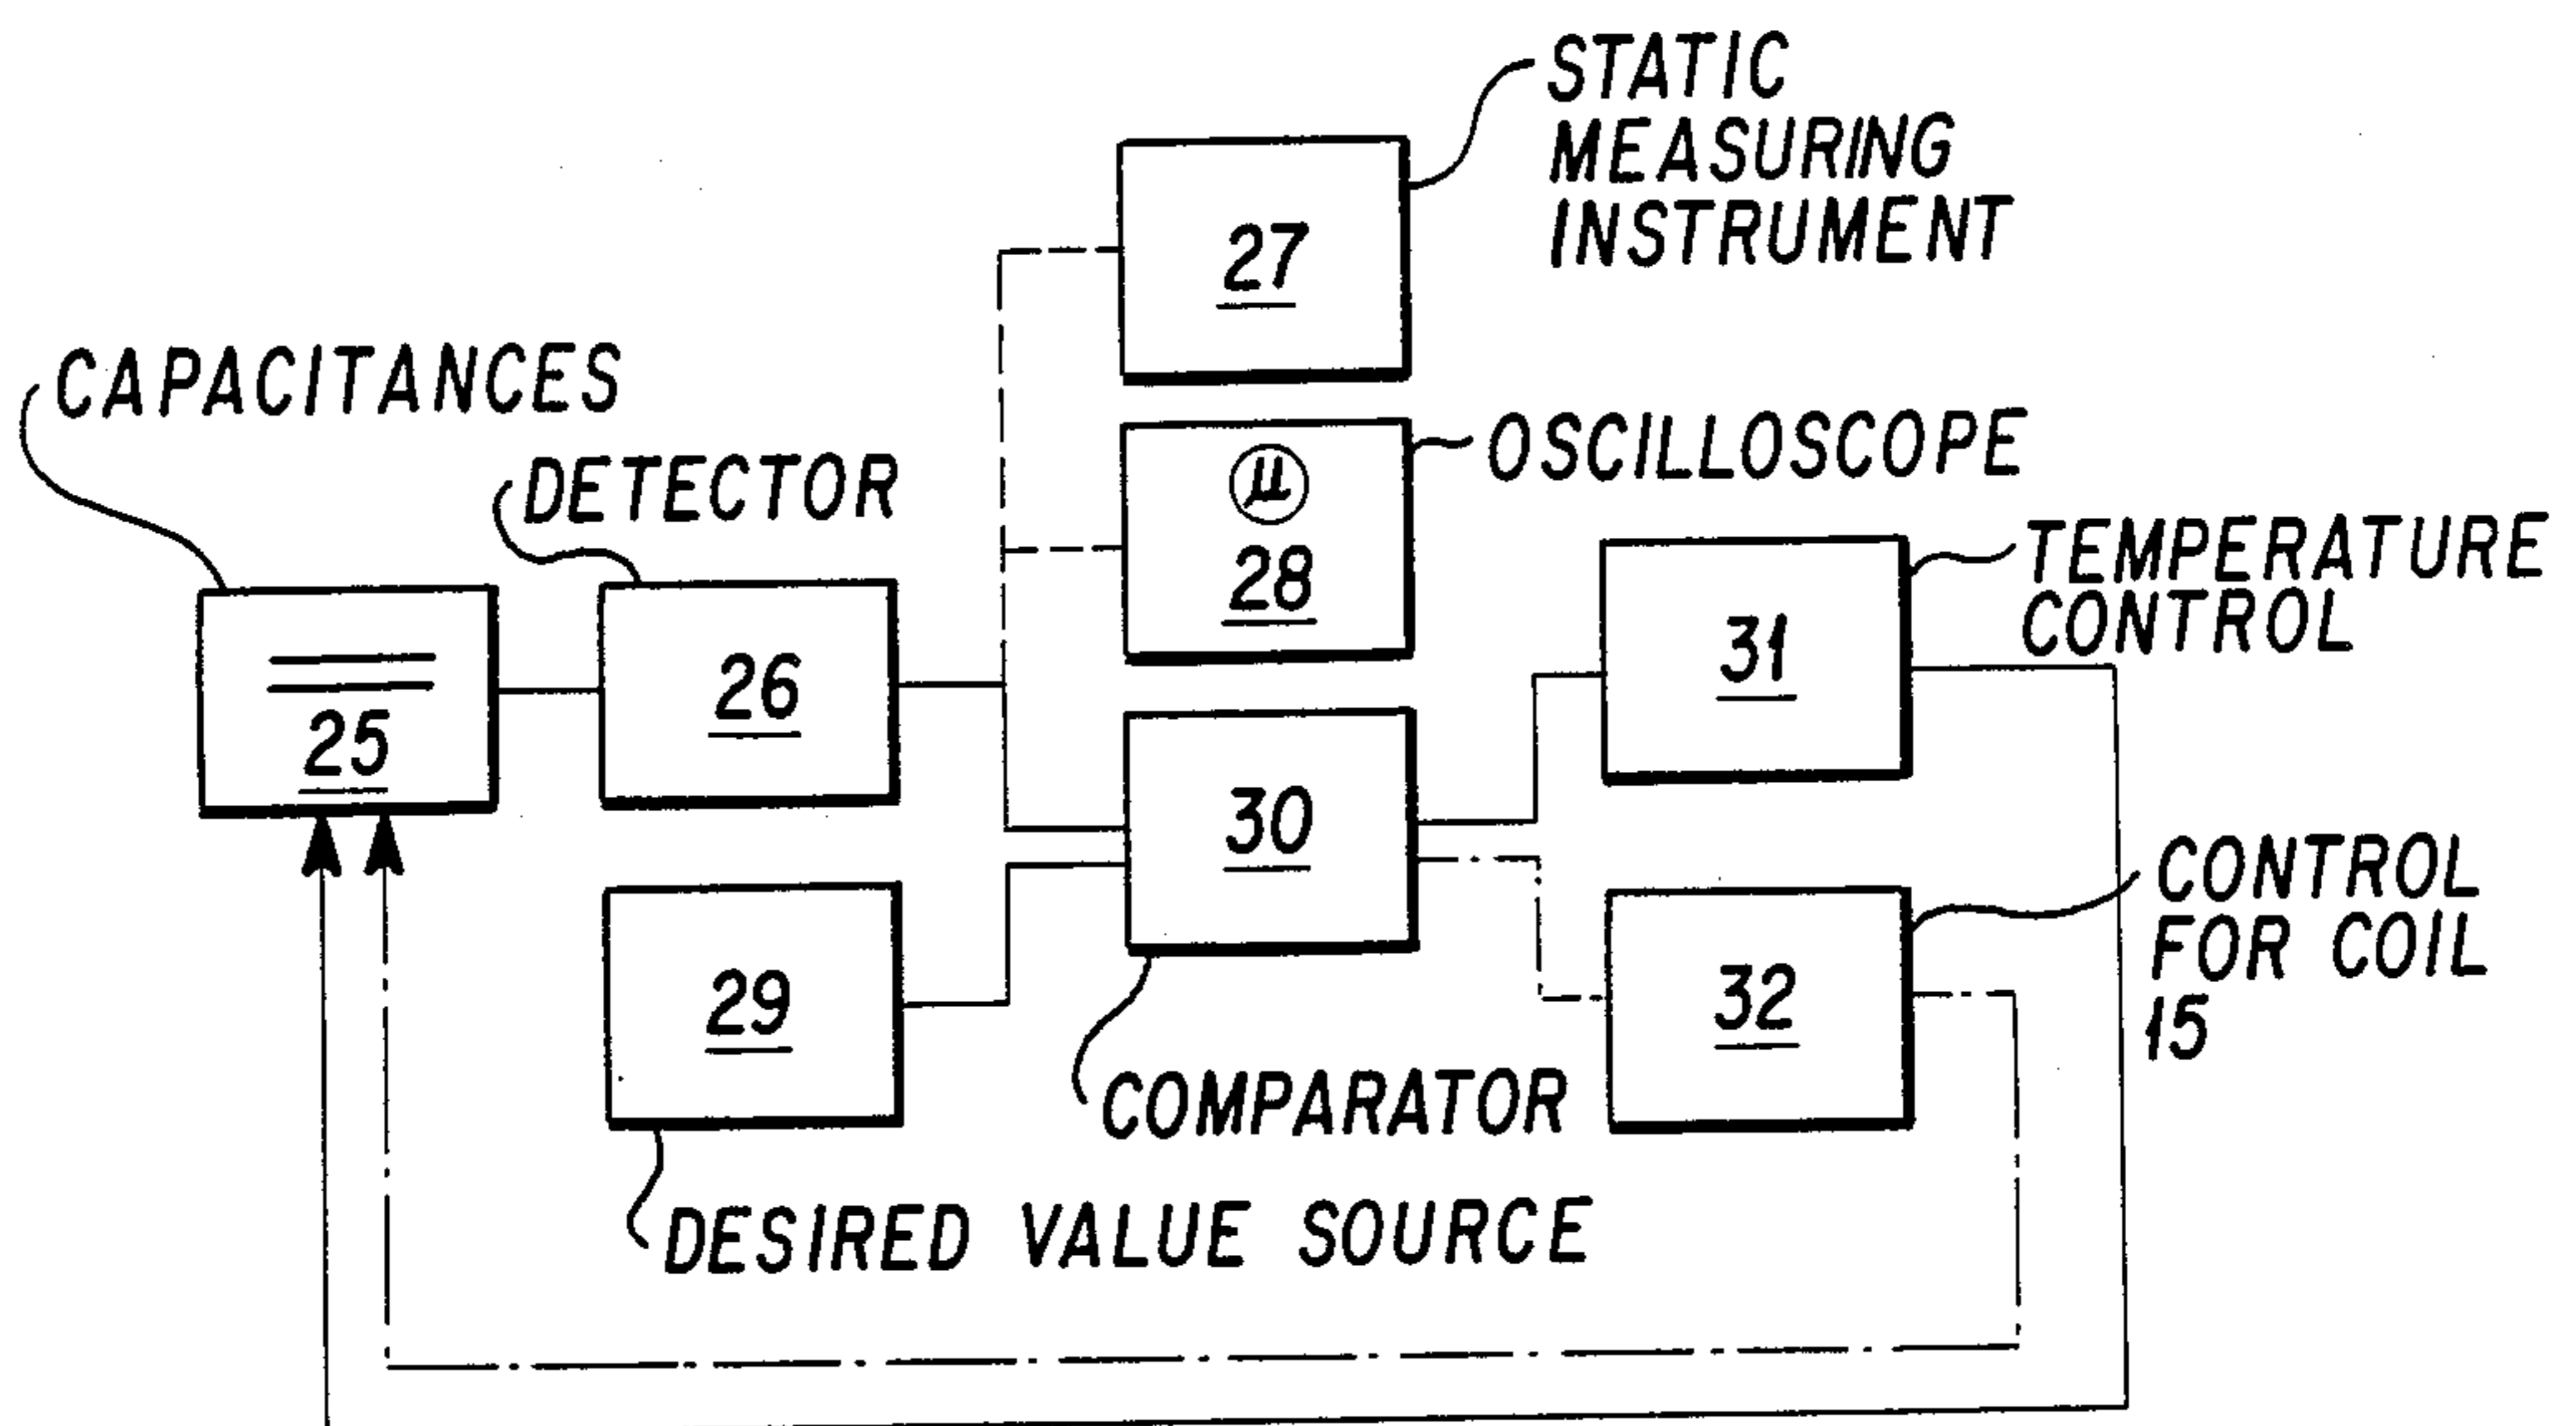 STATIC
MEASURING
INSTRUMENT
27
CAPACITANCES
DETECTOR
μ
28
OSCILLOSCOPE
TEMPERATURE
CONTROL
25
26
31
30
29
32
CONTROL
FOR COIL
15
COMPARATOR
DESIRED VALUE SOURCE